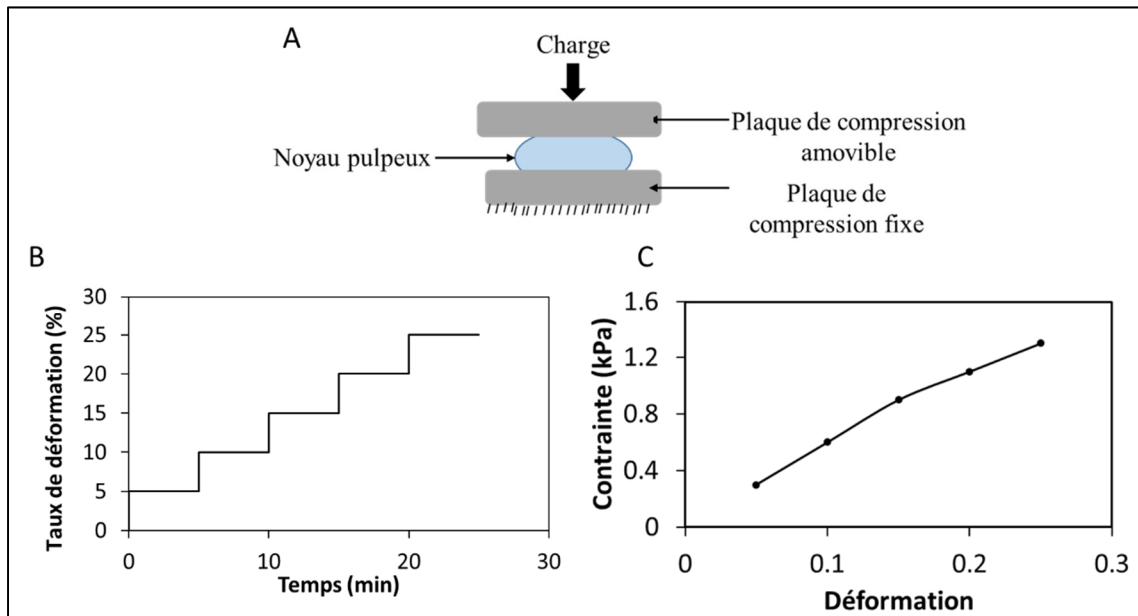 A
Charge
Noyau pulpeux
Plaque de compression
amovible
Plaque de
compression fixe
B
Taux de déformation (%)
30
25
20
15
10
5
0
0 10 20 30
Temps (min)
C
Contrainte (kPa)
1.6
1.2
0.8
0.4
0
0 0.1 0.2 0.3
Déformation